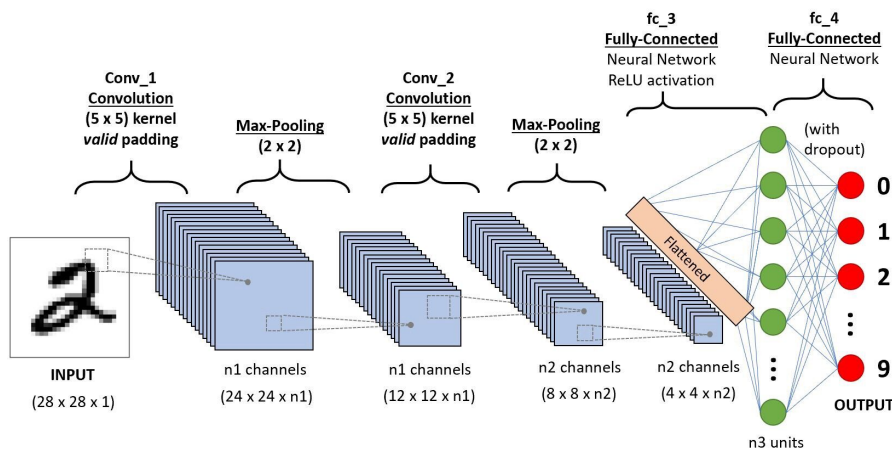 fc_3
Fully-Connected
Neural Network
ReLU activation
fc_4
Fully-Connected
Neural Network
Conv_1
Convolution
(5 x 5) kernel
valid padding
Max-Pooling
(2 x 2)
Conv_2
Convolution
(5 x 5) kernel
valid padding
Max-Pooling
(2 x 2)
(with
dropout)
Flattened
0
1
2
9
2
INPUT
(28 x 28 x 1)
n1 channels
(24 x 24 x n1)
n1 channels
(12 x 12 x n1)
n2 channels
(8 x 8 x n2)
n2 channels
(4 x 4 x n2)
OUTPUT
n3 units